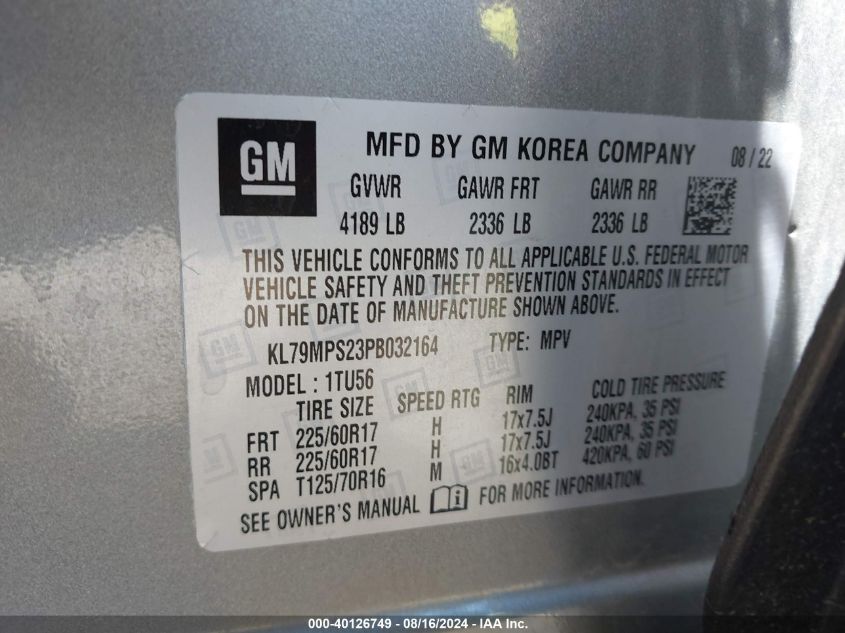 GM
MFD BY GM KOREA COMPANY 08 / 22
GVWR GAWR FRT GAWR RR
4189 LB 2336 LB 2336 LB
THIS VEHICLE CONFORMS TO ALL APPLICABLE U.S. FEDERAL MOTOR
VEHICLE SAFETY AND THEFT PREVENTION STANDARDS IN EFFECT
ON THE DATE OF MANUFACTURE SHOWN ABOVE.
KL79MPS23PB032164 TYPE: MPV
MODEL : 1TU56
TIRE SIZE SPEED RTG RIM COLD TIRE PRESSURE
FRT 225/60R17 H 17x7.5J 240KPA, 35 PSI
RR 225/60R17 H 17x7.5J 240KPA, 35 PSI
SPA T125/70R16 M 16x4.0BT 420KPA, 60 PSI
SEE OWNER'S MANUAL FOR MORE INFORMATION.
000-40126749 - 08/16/2024 - IAA Inc.